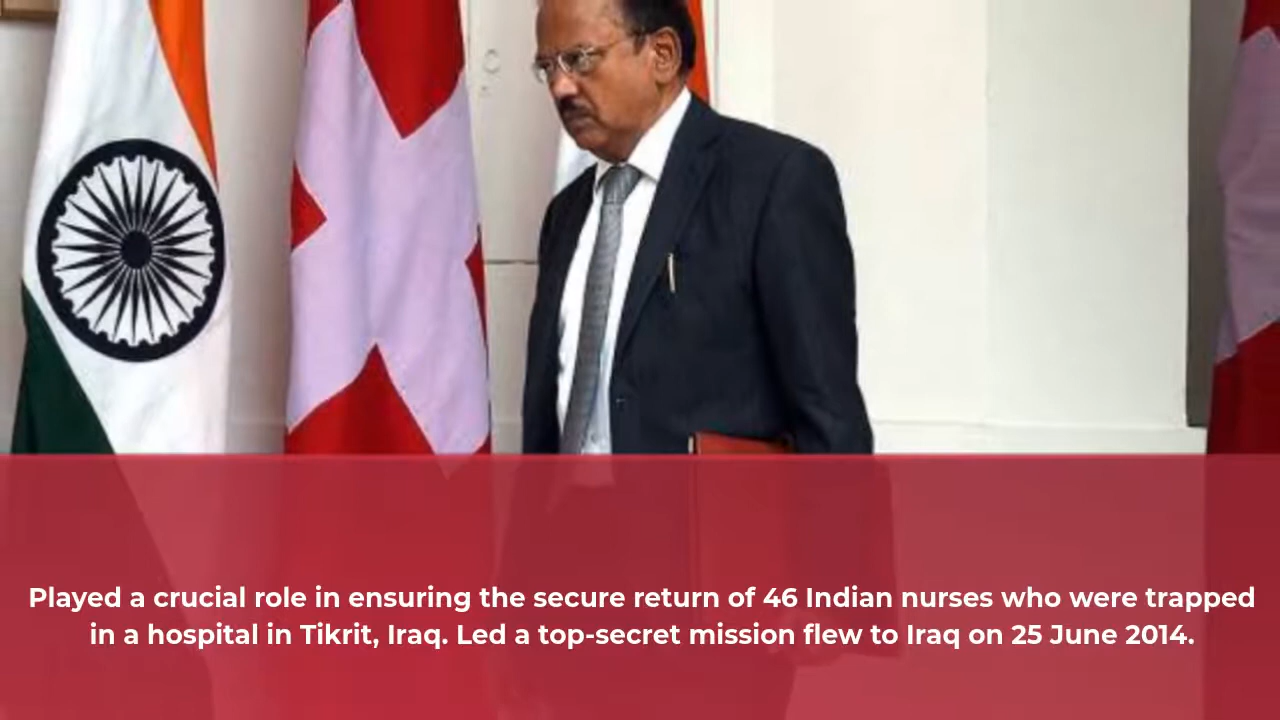 Played a crucial role in ensuring the secure return of 46 Indian nurses who were trapped
in a hospital in Tikrit, Iraq. Led a top-secret mission flew to Iraq on 25 June 2014.